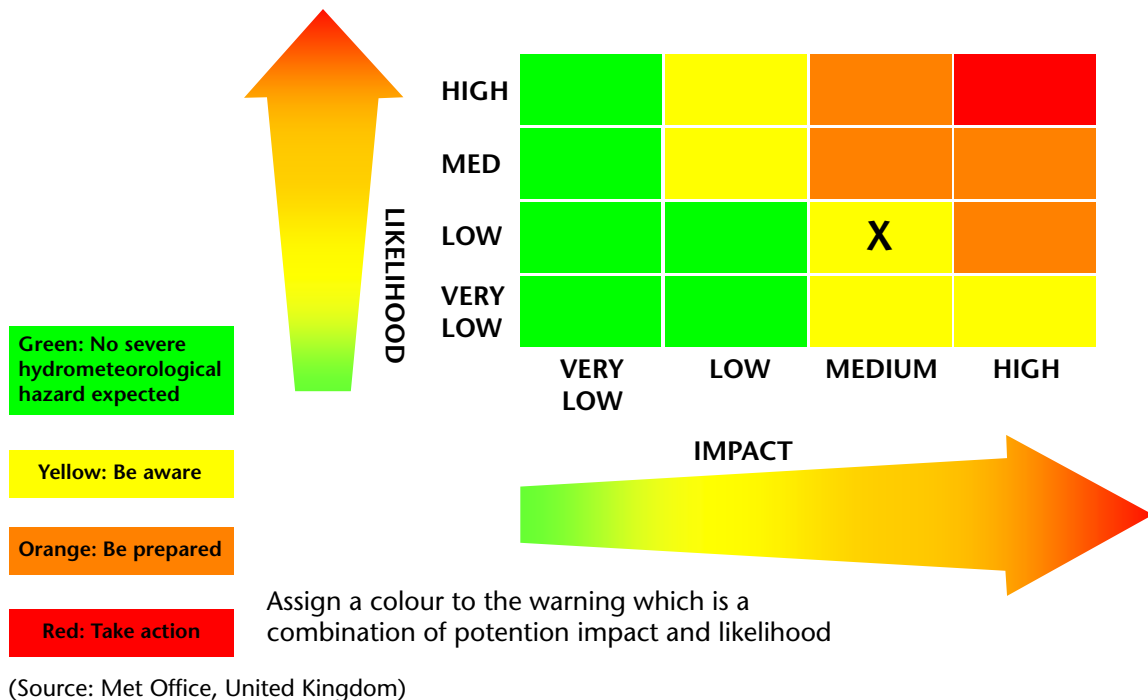 HIGH
MED
LOW
VERY
LOW
LIKELIHOOD
X
VERY
LOW
LOW
MEDIUM
HIGH
IMPACT
Green: No severe
hydrometeorological
hazard expected
Yellow: Be aware
Orange: Be prepared
Red: Take action
Assign a colour to the warning which is a
combination of potention impact and likelihood
(Source: Met Office, United Kingdom)